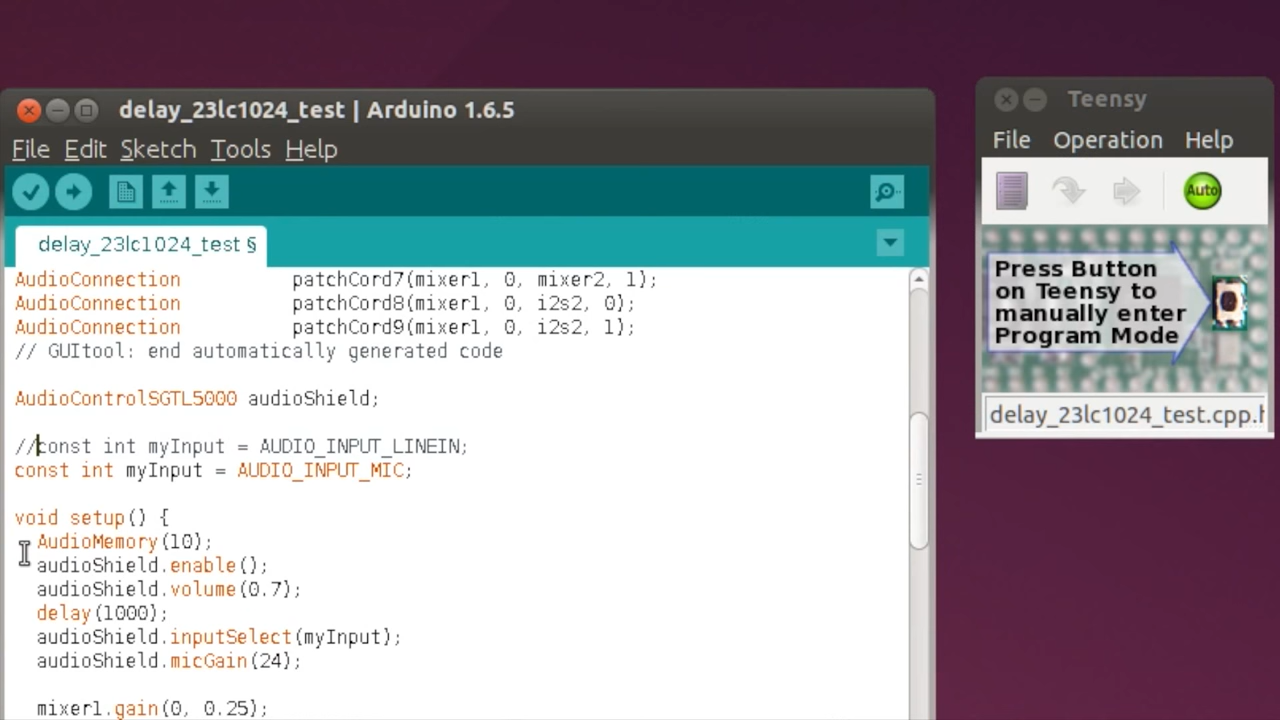 delay_23lc1024_test | Arduino 1.6.5
File Edit Sketch Tools Help
delay_23lc1024_test §
AudioConnection patchCord7(mixer1, 0, mixer2, 1);
AudioConnection patchCord8(mixer1, 0, i2s2, 0);
AudioConnection patchCord9(mixer1, 0, i2s2, 1);
// GUItool: end automatically generated code
AudioControlSGTL5000 audioShield;
//const int myInput = AUDIO_INPUT_LINEIN;
const int myInput = AUDIO_INPUT_MIC;
void setup() {
AudioMemory(10);
audioShield.enable();
audioShield.volume(0.7);
delay(1000);
audioShield.inputSelect(myInput);
audioShield.micGain(24);
mixer1.gain(0, 0.25);
Teensy
File Operation Help
Auto
Press Button
on Teensy to
manually enter
Program Mode
delay_23lc1024_test.cpp.h